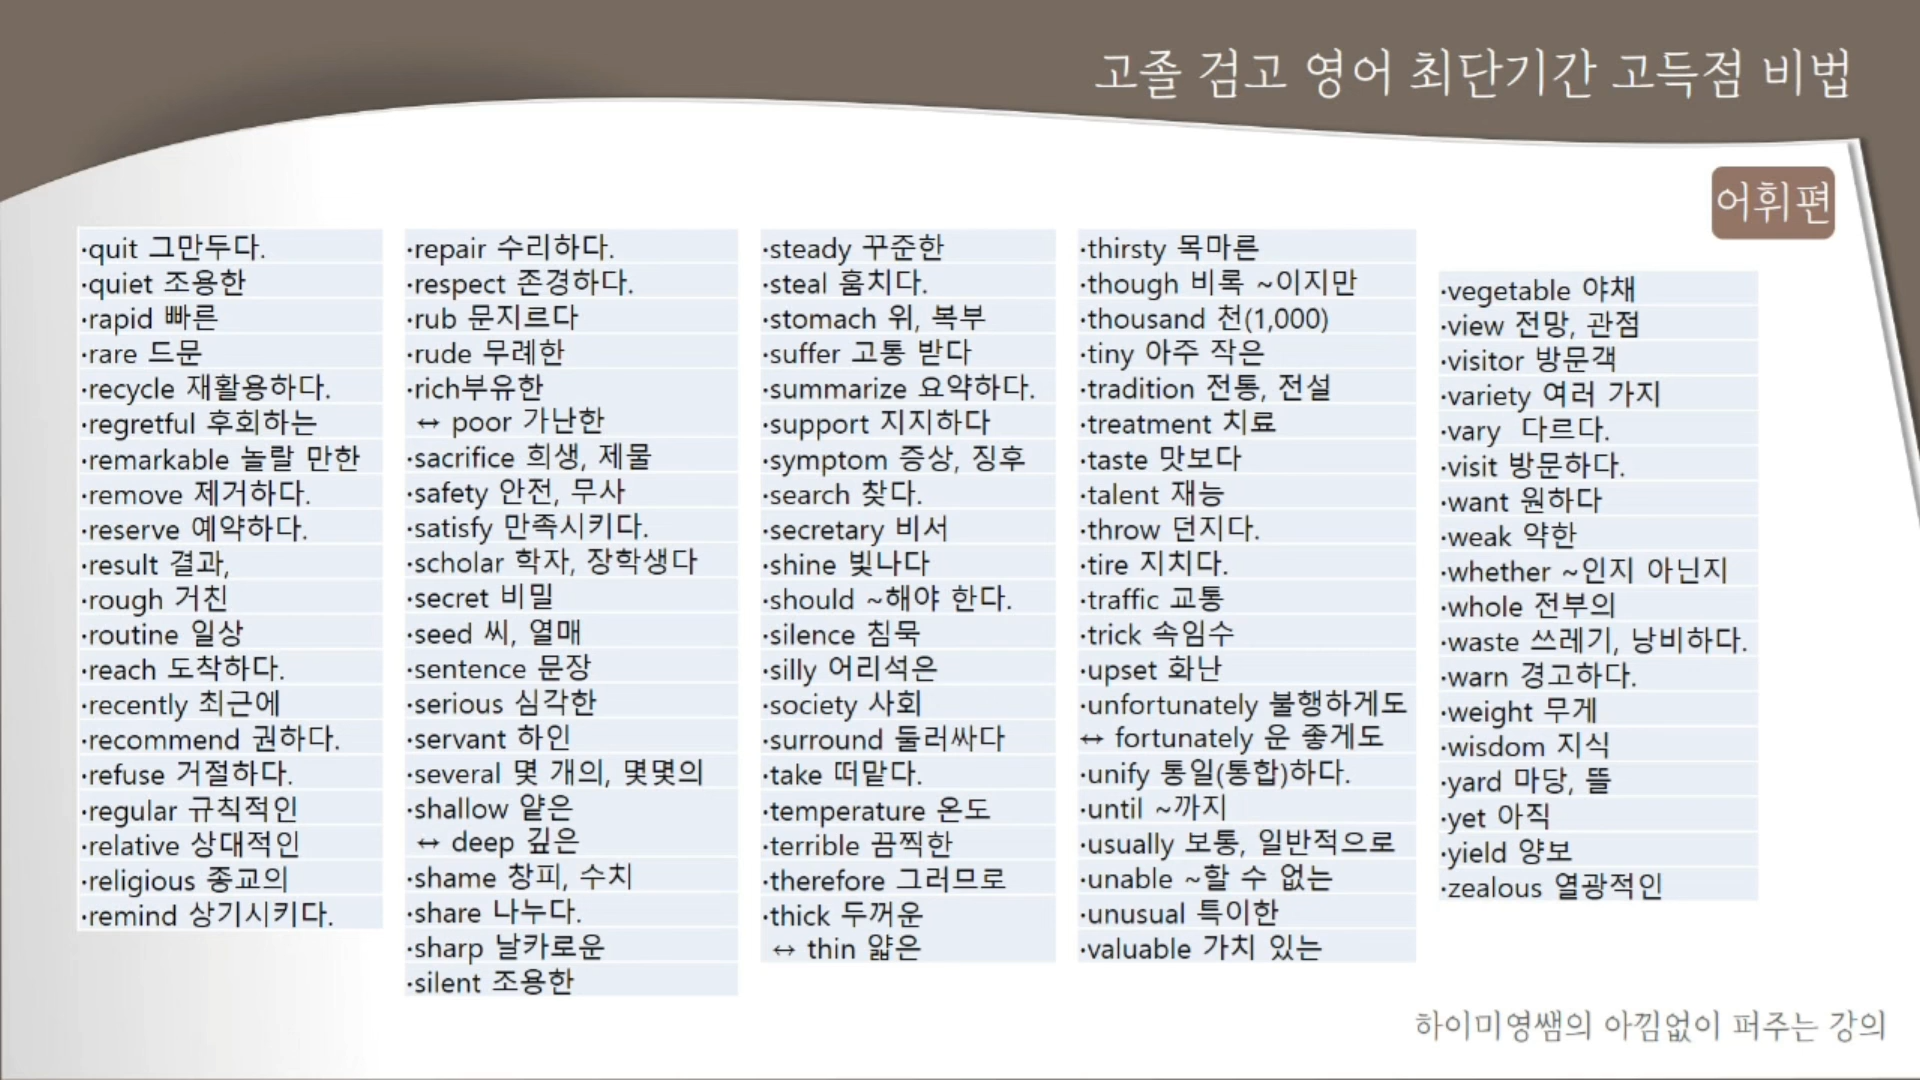 고졸 검고 영어 최단기간 고득점 비법
어휘편
·quit 그만두다.
·quiet 조용한
·rapid 빠른
·rare 드문
·recycle 재활용하다.
·regretful 후회하는
·remarkable 놀랄 만한
·remove 제거하다.
·reserve 예약하다.
·result 결과,
·rough 거친
·routine 일상
·reach 도착하다.
·recently 최근에
·recommend 권하다.
·refuse 거절하다.
·regular 규칙적인
·relative 상대적인
·religious 종교의
·remind 상기시키다.
·repair 수리하다.
·respect 존경하다.
·rub 문지르다
·rude 무례한
·rich부유한
↔ poor 가난한
·sacrifice 희생, 제물
·safety 안전, 무사
·satisfy 만족시키다.
·scholar 학자, 장학생다
·secret 비밀
·seed 씨, 열매
·sentence 문장
·serious 심각한
·servant 하인
·several 몇 개의, 몇몇의
·shallow 얕은
↔ deep 깊은
·shame 창피, 수치
·share 나누다.
·sharp 날카로운
·silent 조용한
·steady 꾸준한
·steal 훔치다.
·stomach 위, 복부
·suffer 고통 받다
·summarize 요약하다.
·support 지지하다
·symptom 증상, 징후
·search 찾다.
·secretary 비서
·shine 빛나다
·should ~해야 한다.
·silence 침묵
·silly 어리석은
·society 사회
·surround 둘러싸다
·take 떠맡다.
·temperature 온도
·terrible 끔찍한
·therefore 그러므로
·thick 두꺼운
↔ thin 얇은
·thirsty 목마른
·though 비록 ~이지만
·thousand 천(1,000)
·tiny 아주 작은
·tradition 전통, 전설
·treatment 치료
·taste 맛보다
·talent 재능
·throw 던지다.
·tire 지치다.
·traffic 교통
·trick 속임수
·upset 화난
·unfortunately 불행하게도
↔ fortunately 운 좋게도
·unify 통일(통합)하다.
·until ~까지
·usually 보통, 일반적으로
·unable ~할 수 없는
·unusual 특이한
·valuable 가치 있는
·vegetable 야채
·view 전망, 관점
·visitor 방문객
·variety 여러 가지
·vary 다르다.
·visit 방문하다.
·want 원하다
·weak 약한
·whether ~인지 아닌지
·whole 전부의
·waste 쓰레기, 낭비하다.
·warn 경고하다.
·weight 무게
·wisdom 지식
·yard 마당, 뜰
·yet 아직
·yield 양보
·zealous 열광적인
하이미영쌤의 아낌없이 퍼주는 강의